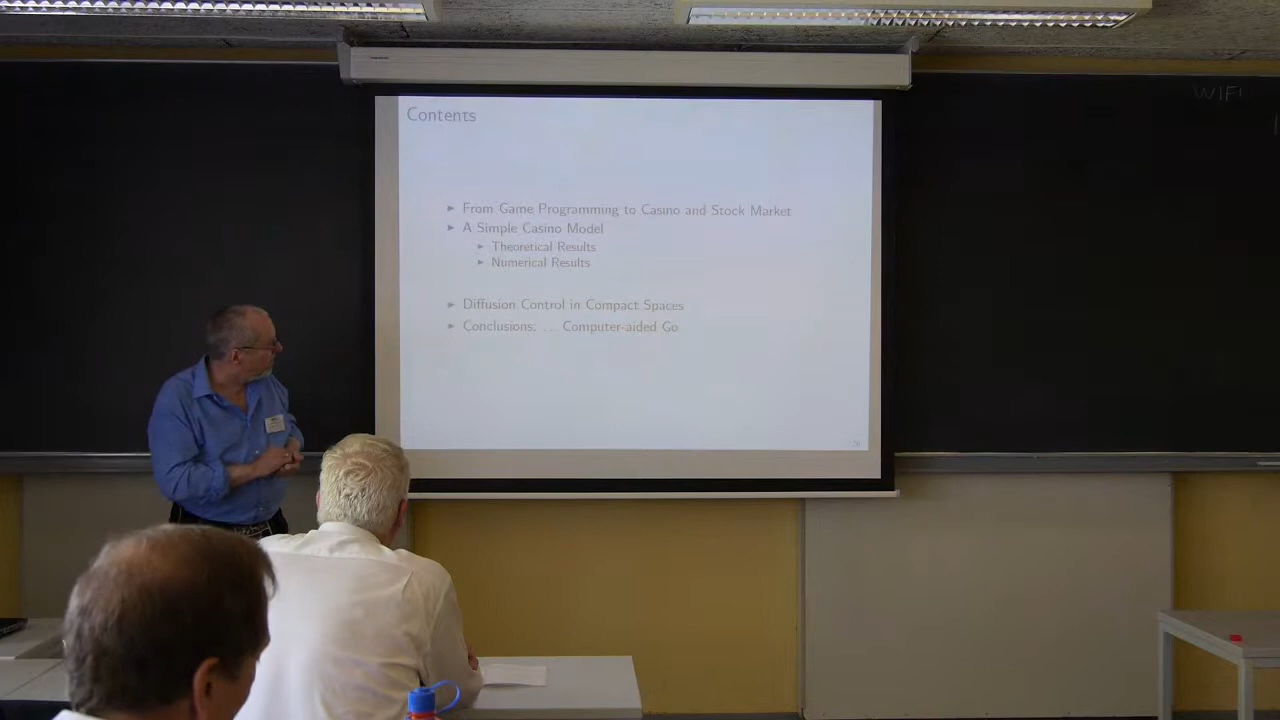 WIFI
Contents
▸ From Game Programming to Casino and Stock Market
▸ A Simple Casino Model
▸ Theoretical Results
▸ Numerical Results
▸ Diffusion Control in Compact Spaces
▸ Conclusions: ... Computer-aided Go